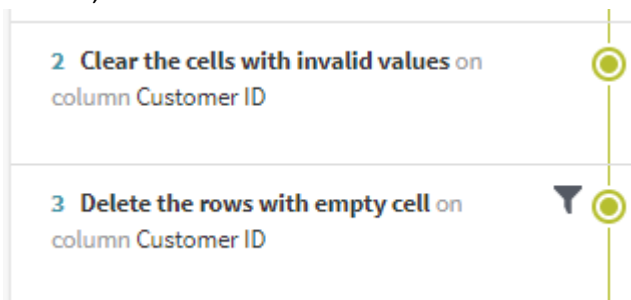 2 Clear the cells with invalid values on
column Customer ID
3 Delete the rows with empty cell on
column Customer ID